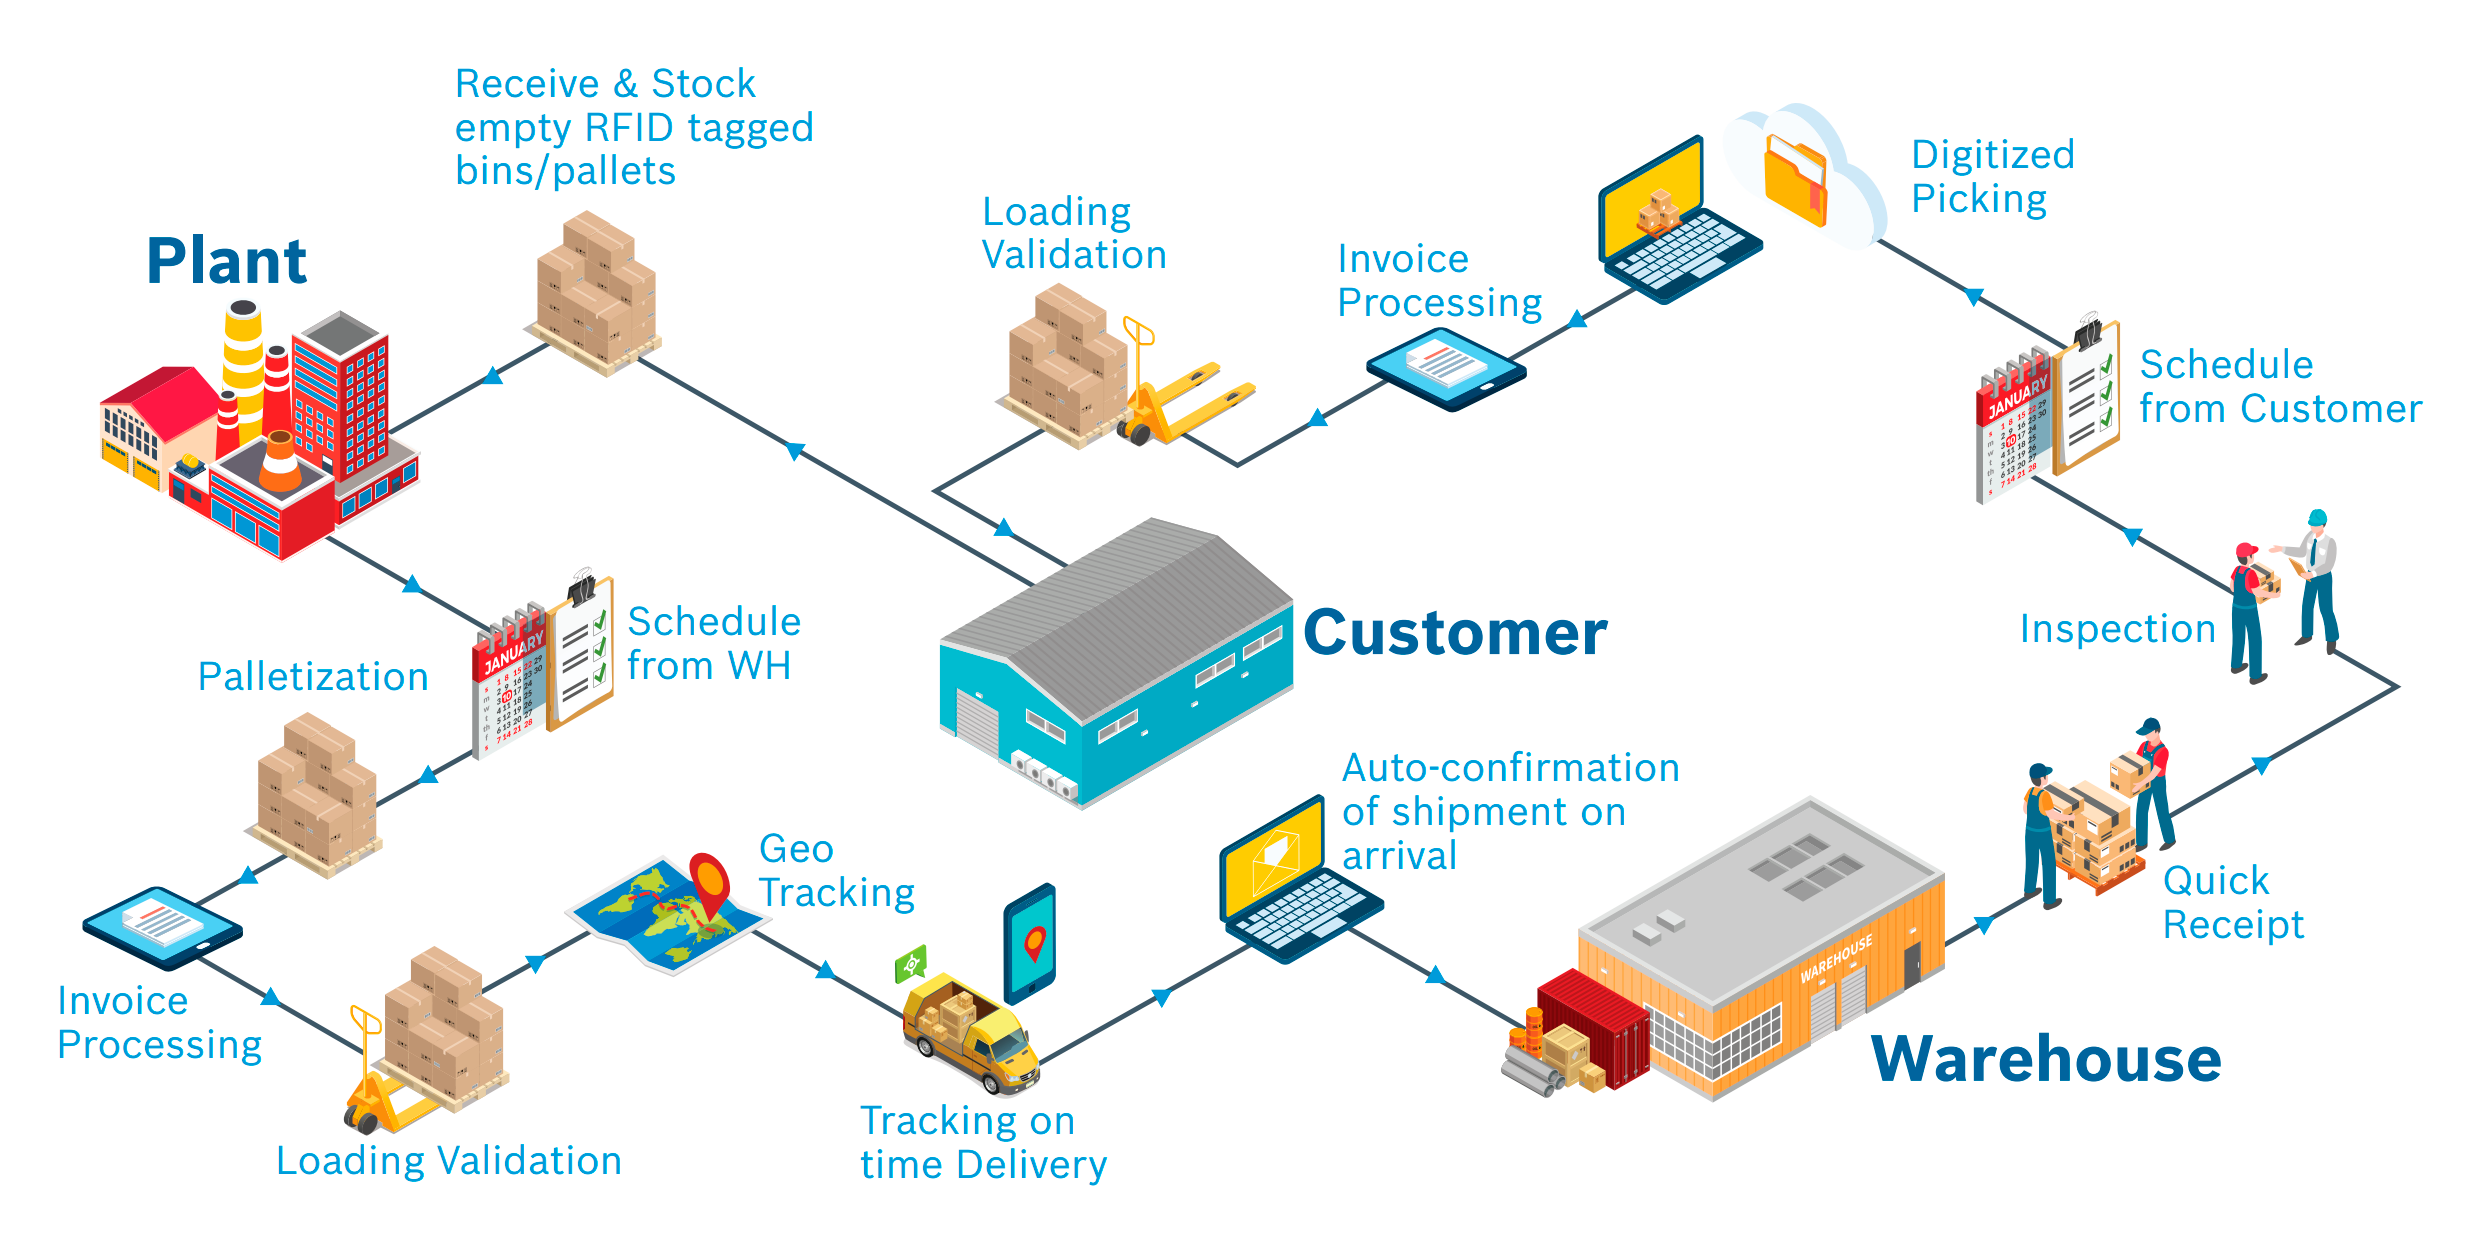 Receive & Stock
empty RFID tagged
bins/pallets
Plant
Loading
Validation
Invoice
Processing
Digitized
Picking
Schedule
from Customer
JANUARY
Inspection
Customer
Schedule
from WH
JANUARY
Palletization
Geo
Tracking
Auto-confirmation
of shipment on
arrival
Quick
Receipt
WAREHOUSE
Warehouse
Invoice
Processing
Loading Validation
Tracking on
time Delivery